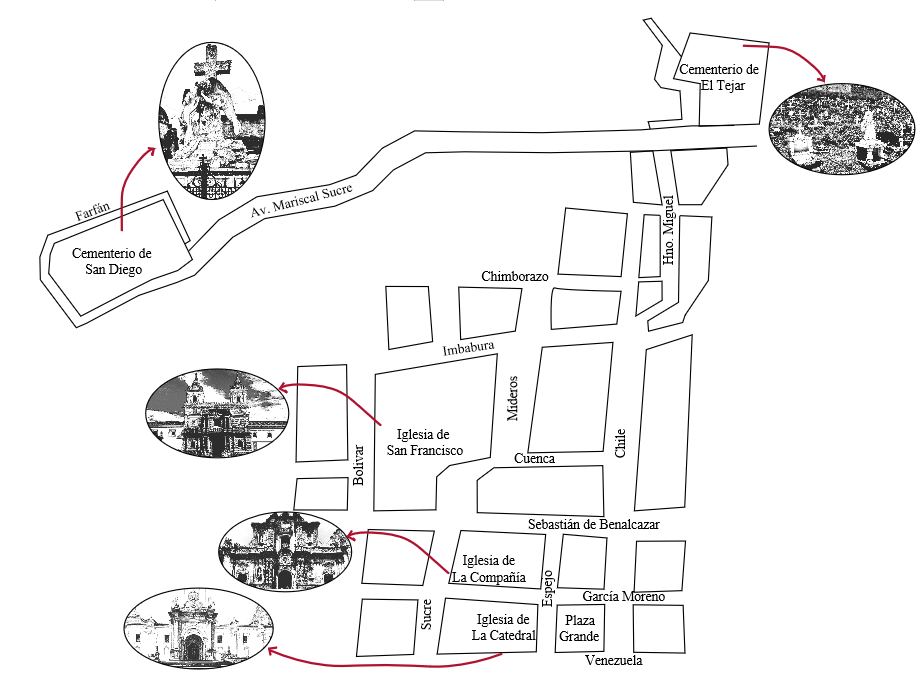 Cementerio de
El Tejar
Farfán
Av. Mariscal Sucre
Cementerio de
San Diego
Hno. Miguel
Chimborazo
Imbabura
Mideros
Iglesia de
San Francisco
Bolívar
Chile
Cuenca
Sebastián de Benalcazar
Iglesia de
La Compañía
Espejo
García Moreno
Sucre
Iglesia de
La Catedral
Plaza
Grande
Venezuela